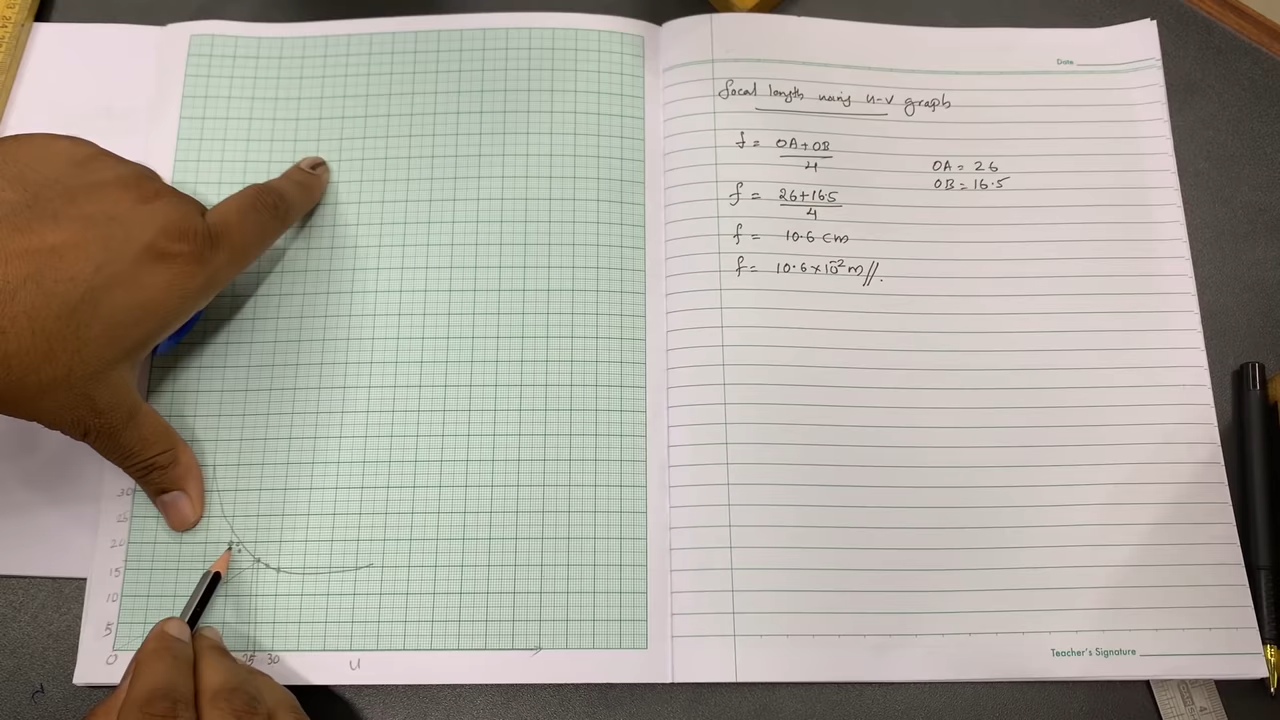 30
25
20
15
10
5
0
25 30 u
Date
focal length using u-v graph
f = OA+OB
4
OA = 26
OB = 16.5
f = 26+16.5
4
f = 10.6 cm
f = 10.6 × 10⁻² m//.
Teacher's Signature